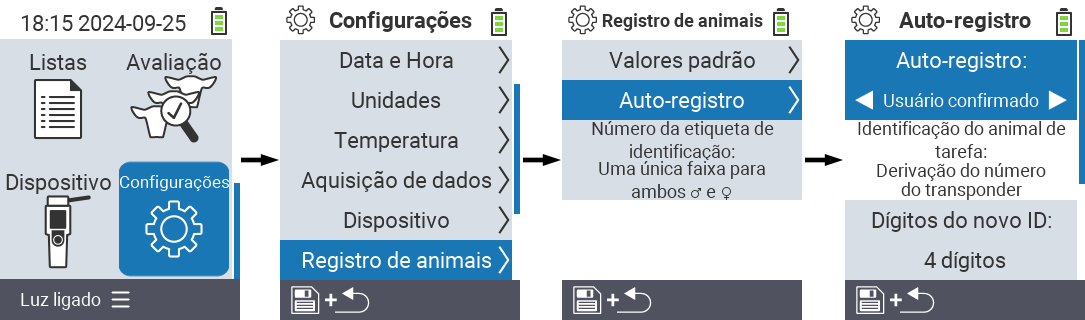 18:15 2024-09-25
Listas
Avaliação
Dispositivo
Configurações
Luz ligado
Configurações
Data e Hora
Unidades
Temperatura
Aquisição de dados
Dispositivo
Registro de animais
+
Registro de animais
Valores padrão
Auto-registro
Número da etiqueta de
identificação:
Uma única faixa para
ambos ♂ e ♀
+
Auto-registro
Auto-registro:
Usuário confirmado
Identificação do animal de
tarefa:
Derivação do número
do transponder
Dígitos do novo ID:
4 dígitos
+